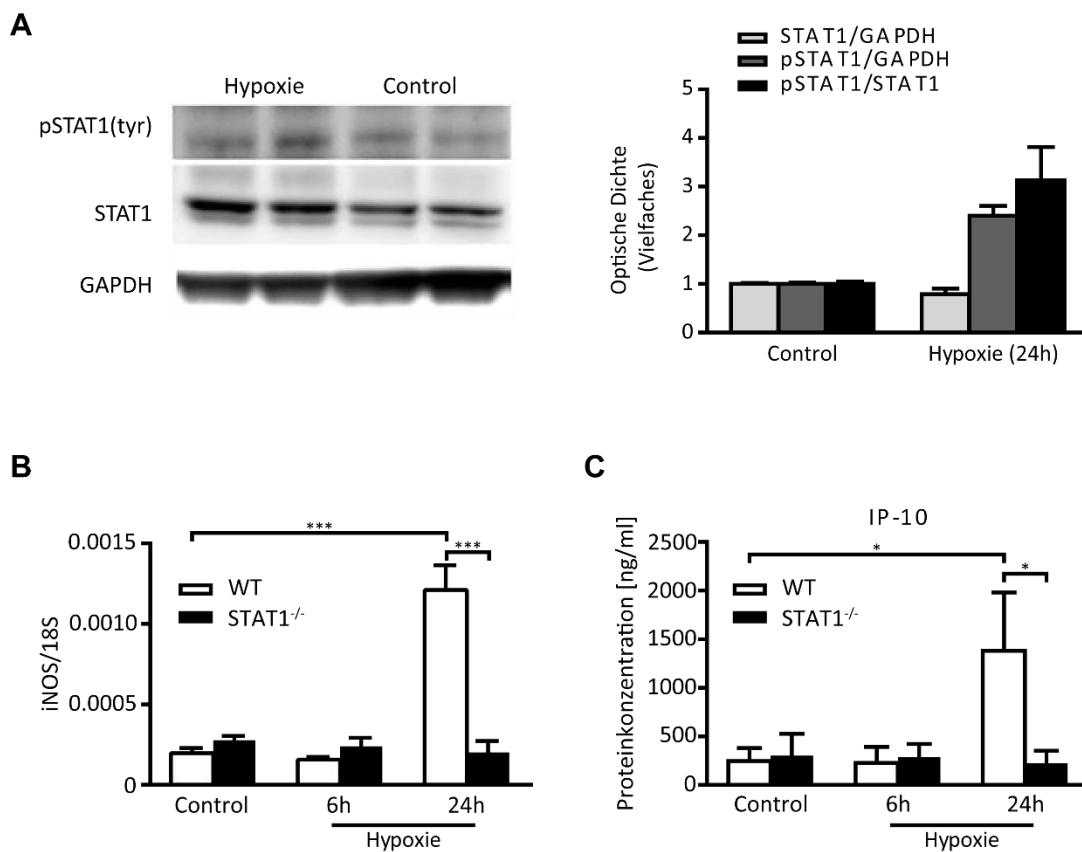 A
Hypoxie Control
pSTAT1(tyr)
STAT1
GAPDH
STAT1/GAPDH
pSTAT1/GAPDH
pSTAT1/STAT1
Optische Dichte
(Vielfaches)
5
4
3
2
1
0
Control Hypoxie (24h)
B
iNOS/18S
0.0015
0.0010
0.0005
0
***
***
WT
STAT1-/-
Control 6h 24h
Hypoxie
C
IP-10
Proteinkonzentration [ng/ml]
2500
2000
1500
1000
500
0
*
*
WT
STAT1-/-
Control 6h 24h
Hypoxie